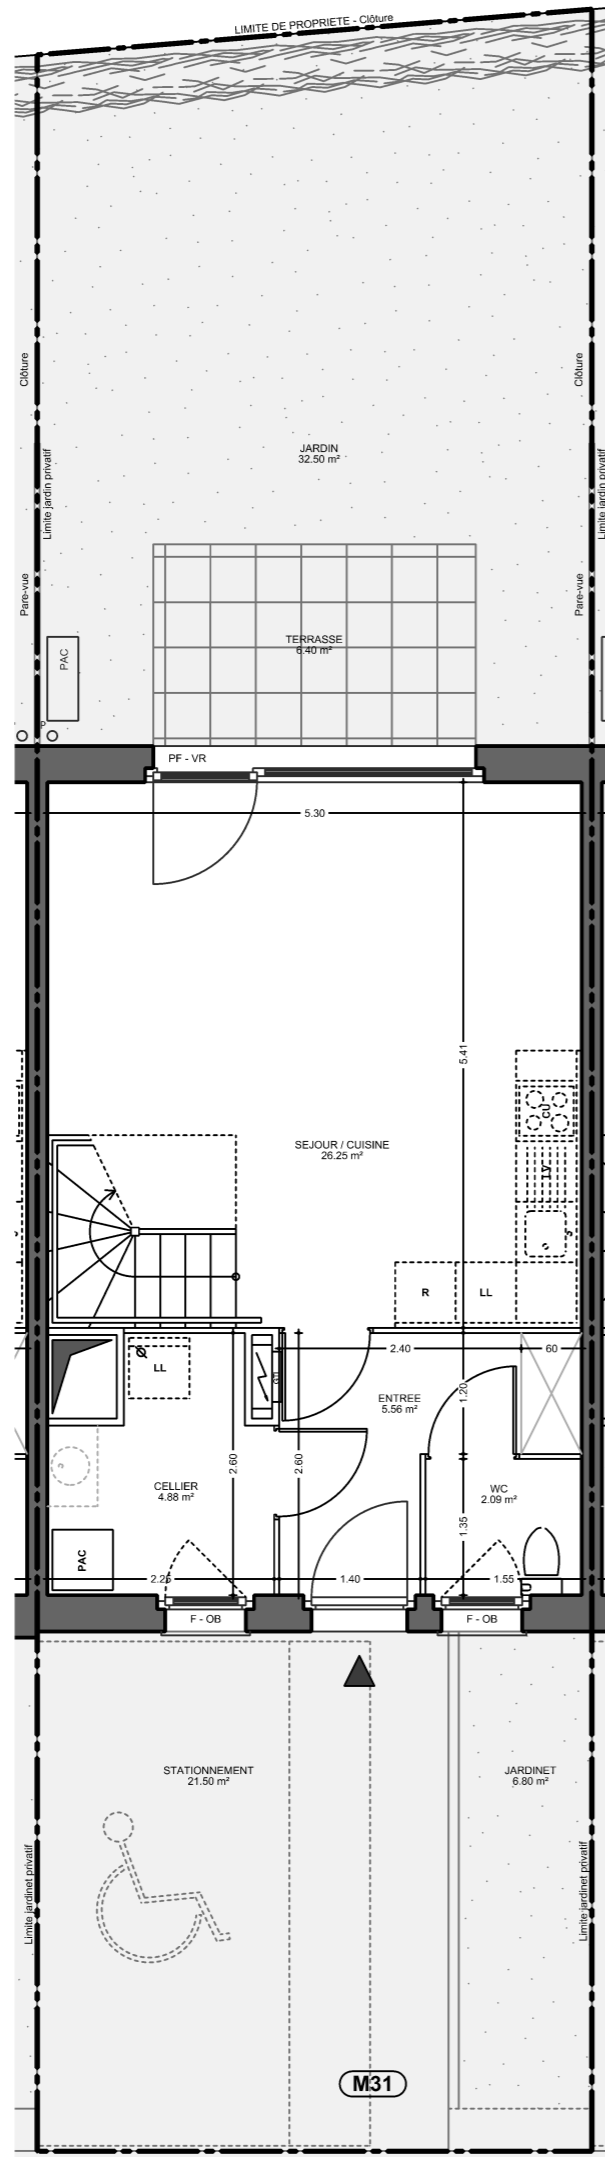 LIMITE DE PROPRIETE - Clôture
Clôture
Clôture
JARDIN
32.50 m²
Limite jardin privatif
Limite jardin privatif
Pare-vue
Pare-vue
TERRASSE
6.40 m²
PAC
P
PF - VR
5.30
5.41
CU
LV
SEJOUR / CUISINE
26.25 m²
R
LL
2.40
60
LL
GTL
ENTREE
5.56 m²
1.20
2.60
2.60
CELLIER
4.88 m²
WC
2.09 m²
1.35
PAC
2.25
1.40
1.55
F - OB
F - OB
STATIONNEMENT
21.50 m²
JARDINET
6.80 m²
Limite jardinet privatif
Limite jardinet privatif
M31